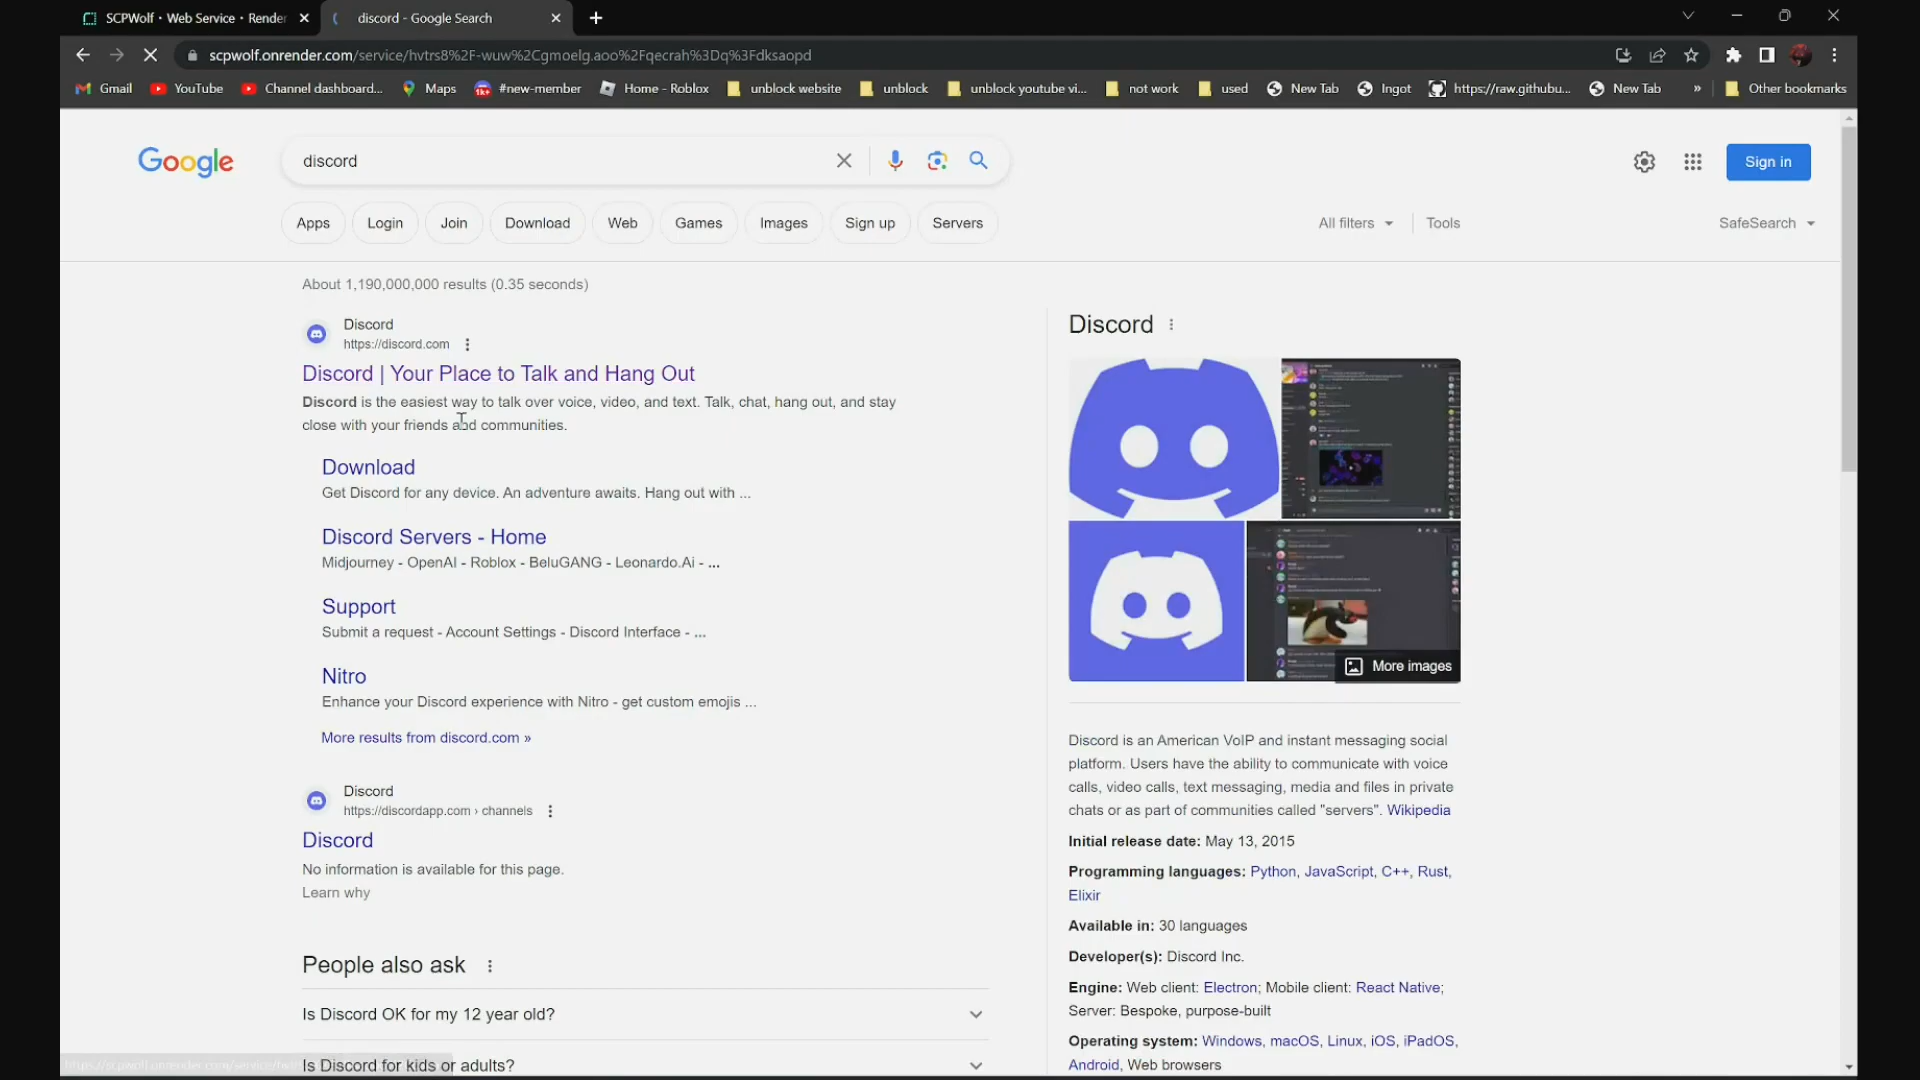 SCPWolf · Web Service · Render
discord - Google Search
scpwolf.onrender.com/service/hvtrs8%2F-wuw%2Cgmoelg.aoo%2Fqecrah%3Dq%3Fdksaopd
Gmail
YouTube
Channel dashboard...
Maps
1k+
#new-member
Home - Roblox
unblock website
unblock
unblock youtube vi...
not work
used
New Tab
Ingot
https://raw.githubu...
New Tab
»
Other bookmarks
Google
discord
Sign in
Apps
Login
Join
Download
Web
Games
Images
Sign up
Servers
All filters
Tools
SafeSearch
About 1,190,000,000 results (0.35 seconds)
Discord
https://discord.com
Discord | Your Place to Talk and Hang Out
Discord is the easiest way to talk over voice, video, and text. Talk, chat, hang out, and stay
close with your friends and communities.
Download
Get Discord for any device. An adventure awaits. Hang out with ...
Discord Servers - Home
Midjourney - OpenAI - Roblox - BeluGANG - Leonardo.Ai - ...
Support
Submit a request - Account Settings - Discord Interface - ...
Nitro
Enhance your Discord experience with Nitro - get custom emojis ...
More results from discord.com »
Discord
https://discordapp.com › channels
Discord
No information is available for this page.
Learn why
People also ask
Is Discord OK for my 12 year old?
Is Discord for kids or adults?
Discord
More images
Discord is an American VoIP and instant messaging social
platform. Users have the ability to communicate with voice
calls, video calls, text messaging, media and files in private
chats or as part of communities called "servers". Wikipedia
Initial release date: May 13, 2015
Programming languages: Python, JavaScript, C++, Rust,
Elixir
Available in: 30 languages
Developer(s): Discord Inc.
Engine: Web client: Electron; Mobile client: React Native;
Server: Bespoke, purpose-built
Operating system: Windows, macOS, Linux, iOS, iPadOS,
Android, Web browsers